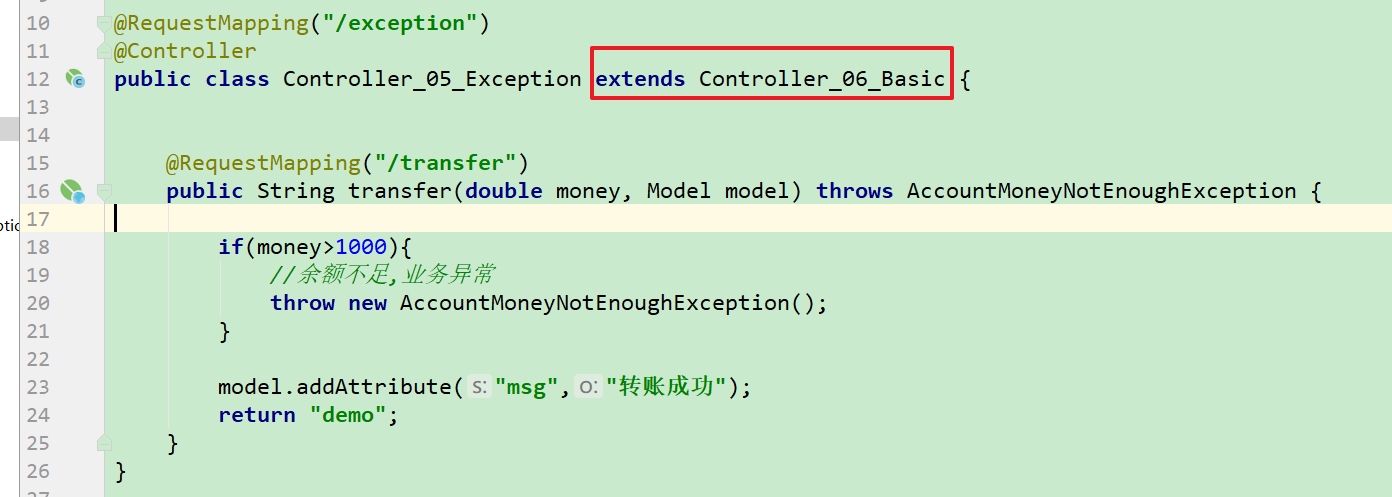 10 @RequestMapping("/exception")
11 @Controller
12 public class Controller_05_Exception extends Controller_06_Basic {
13
14
15 @RequestMapping("/transfer")
16 public String transfer(double money, Model model) throws AccountMoneyNotEnoughException {
17
18 if(money>1000){
19 //余额不足,业务异常
20 throw new AccountMoneyNotEnoughException();
21 }
22
23 model.addAttribute(s:"msg",o:"转账成功");
24 return "demo";
25 }
26 }